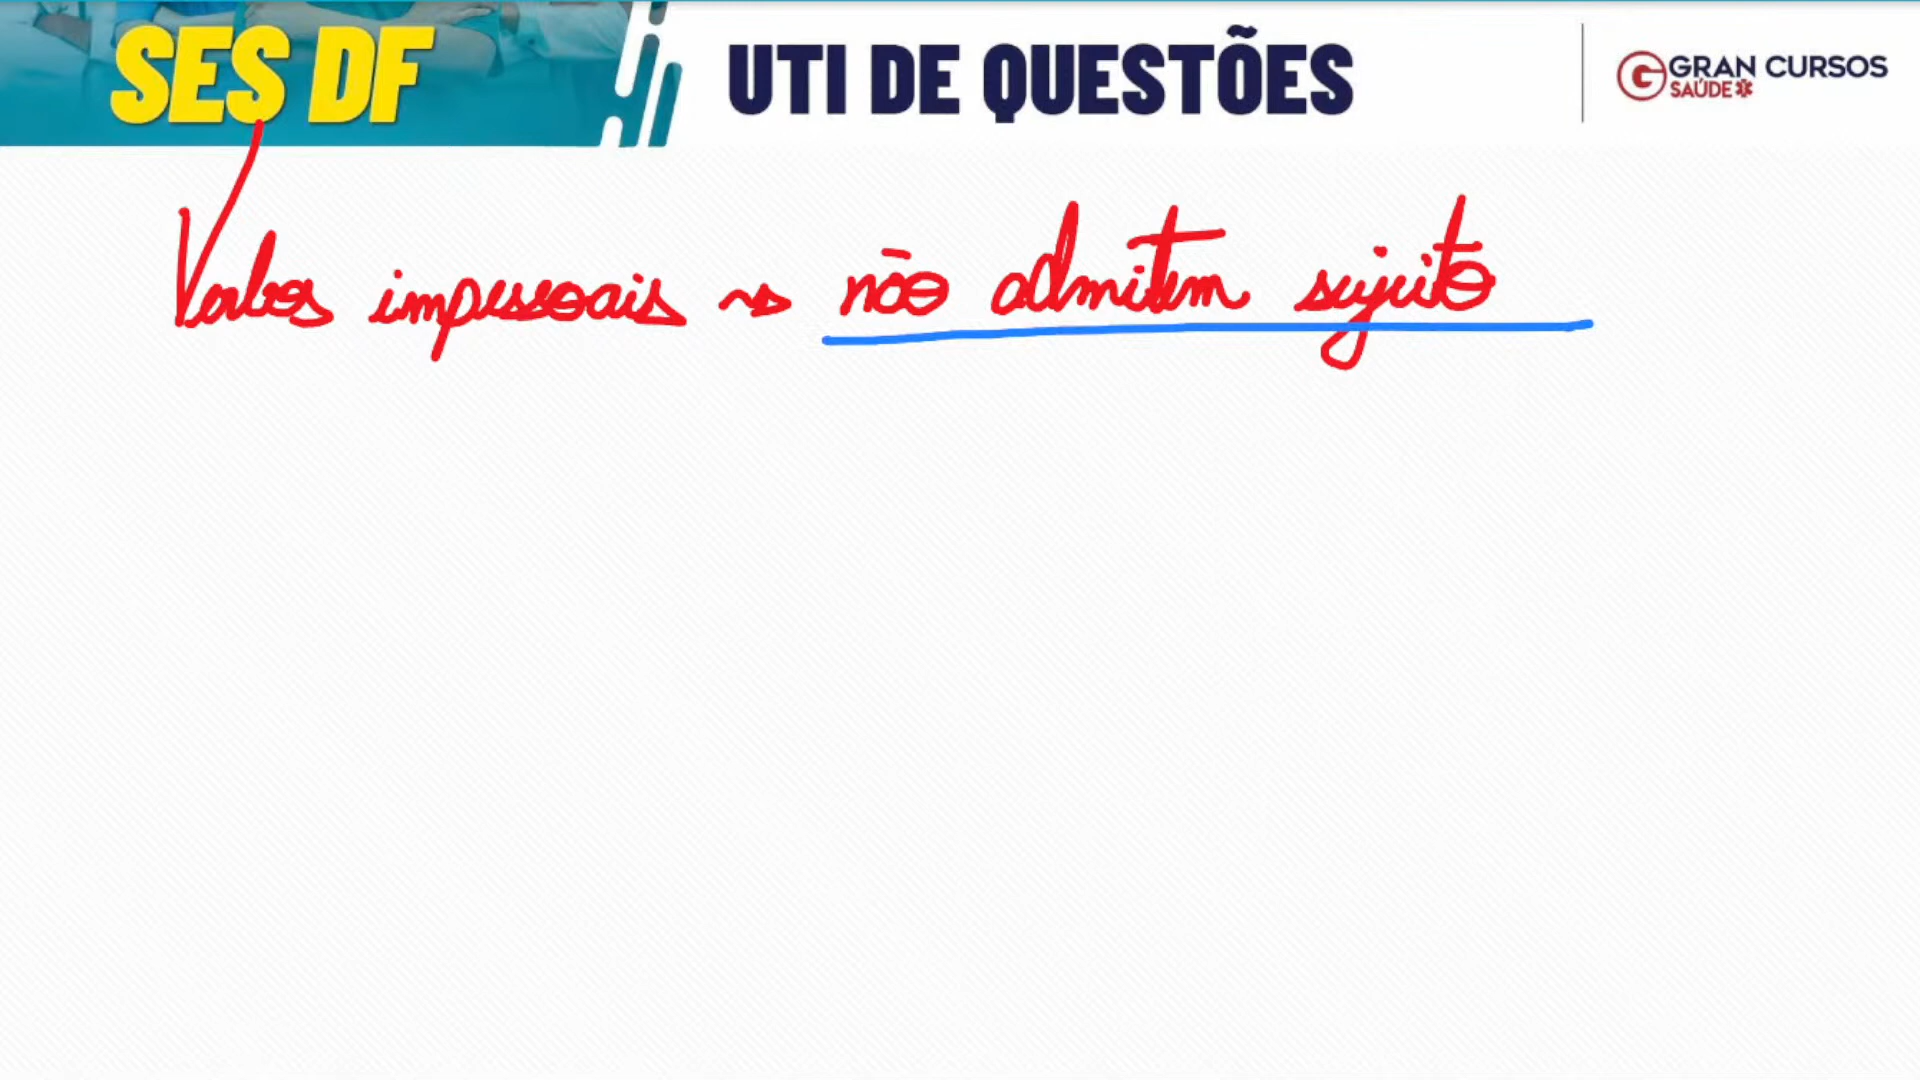 SES DF
UTI DE QUESTÕES
GRAN CURSOS
SAÚDE
Verbos impessoais ~> não admitem sujeito